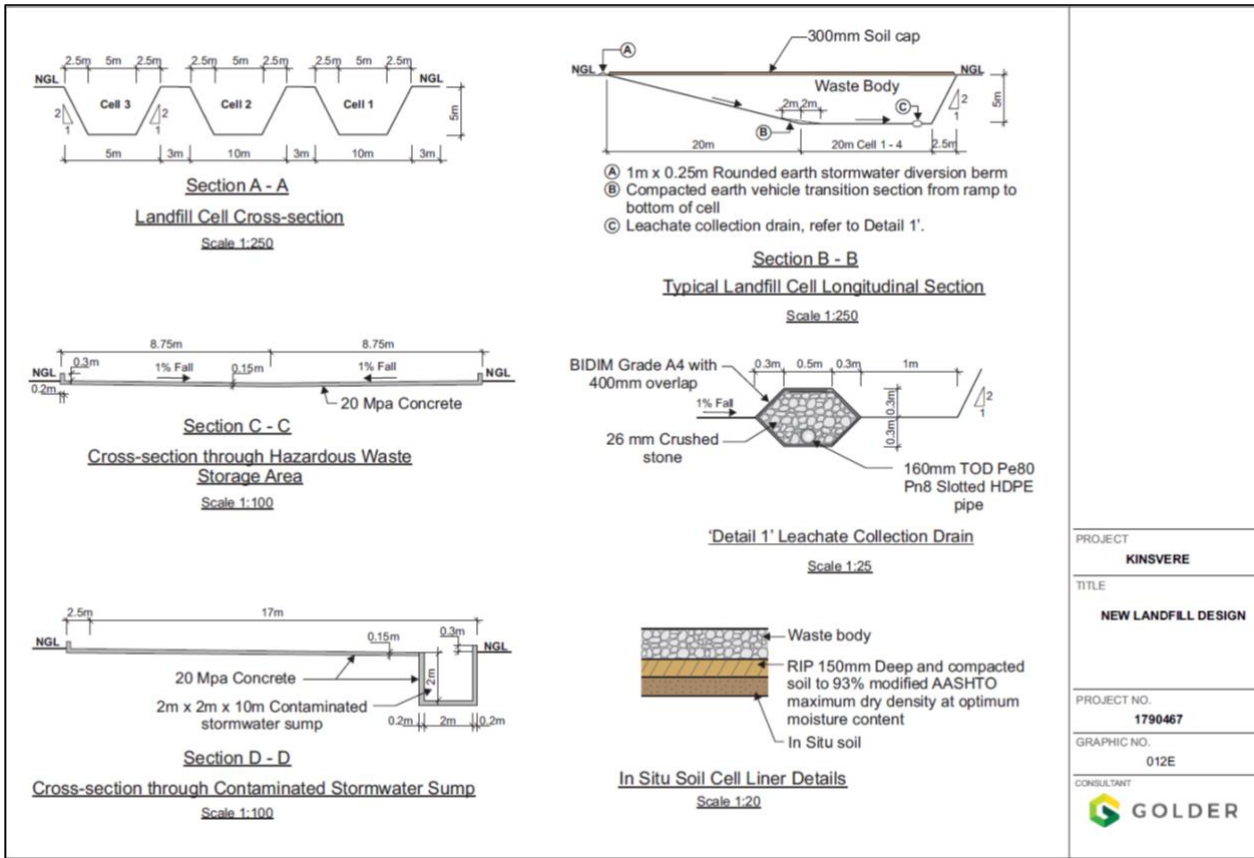 2.5m 5m 2.5m 2.5m 5m 2.5m 2.5m 5m 2.5m
NGL NGL
Cell 3 Cell 2 Cell 1
2 1 2 1 5m
5m 3m 10m 3m 10m 3m
Section A - A
Landfill Cell Cross-section
Scale 1:250
300mm Soil cap
A
NGL NGL
Waste Body
2m 2m C 2 1 5m
B
20m 20m Cell 1 - 4 2.5m
A 1m x 0.25m Rounded earth stormwater diversion berm
B Compacted earth vehicle transition section from ramp to
bottom of cell
C Leachate collection drain, refer to Detail 1'.
Section B - B
Typical Landfill Cell Longitudinal Section
Scale 1:250
8.75m 8.75m
NGL 0.3m 1% Fall 0.15m 1% Fall NGL
0.2m
20 Mpa Concrete
Section C - C
Cross-section through Hazardous Waste
Storage Area
Scale 1:100
BIDIM Grade A4 with
400mm overlap
0.3m 0.5m 0.3m 1m
1% Fall 0.3m 0.3m 2 1
26 mm Crushed
stone
160mm TOD Pe80
Pn8 Slotted HDPE
pipe
'Detail 1' Leachate Collection Drain
Scale 1:25
2.5m 17m
NGL 0.15m 0.3m NGL
20 Mpa Concrete 2m
2m x 2m x 10m Contaminated
stormwater sump
0.2m 2m 0.2m
Section D - D
Cross-section through Contaminated Stormwater Sump
Scale 1:100
Waste body
RIP 150mm Deep and compacted
soil to 93% modified AASHTO
maximum dry density at optimum
moisture content
In Situ soil
In Situ Soil Cell Liner Details
Scale 1:20
PROJECT
KINSVERE
TITLE
NEW LANDFILL DESIGN
PROJECT NO.
1790467
GRAPHIC NO.
012E
CONSULTANT
GOLDER